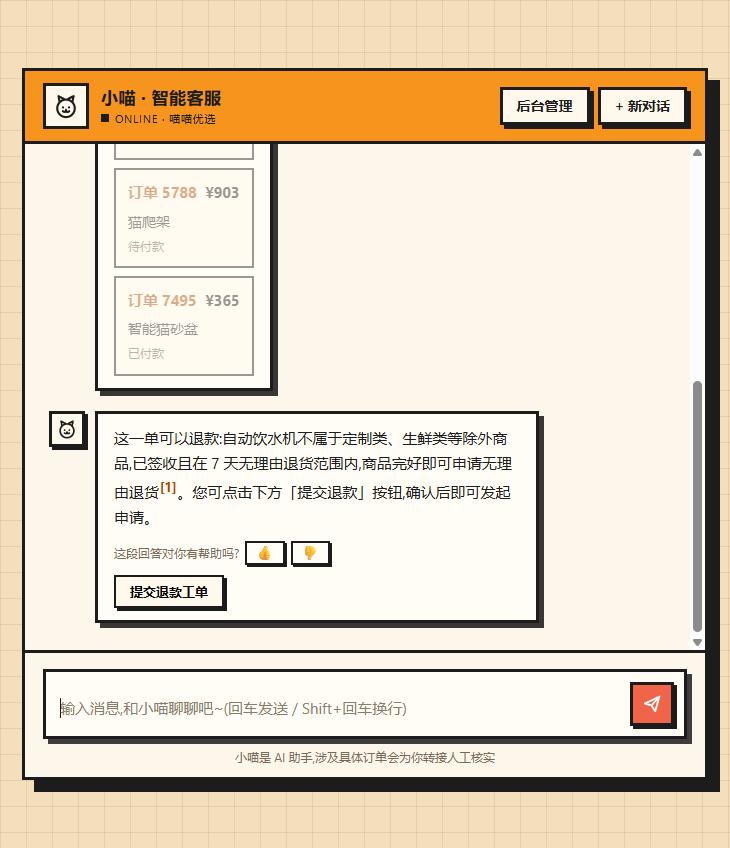 小喵 · 智能客服
ONLINE · 喵喵优选
后台管理
+ 新对话
订单 5788 ¥903
猫爬架
待付款
订单 7495 ¥365
智能猫砂盆
已付款
这一单可以退款:自动饮水机不属于定制类、生鲜类等除外商
品,已签收且在 7 天无理由退货范围内,商品完好即可申请无理
由退货[1]。您可点击下方「提交退款」按钮,确认后即可发起
申请。
这段回答对你有帮助吗? 👍 👎
提交退款工单
输入消息,和小喵聊聊吧~(回车发送 / Shift+回车换行)
小喵是 AI 助手,涉及具体订单会为你转接人工核实